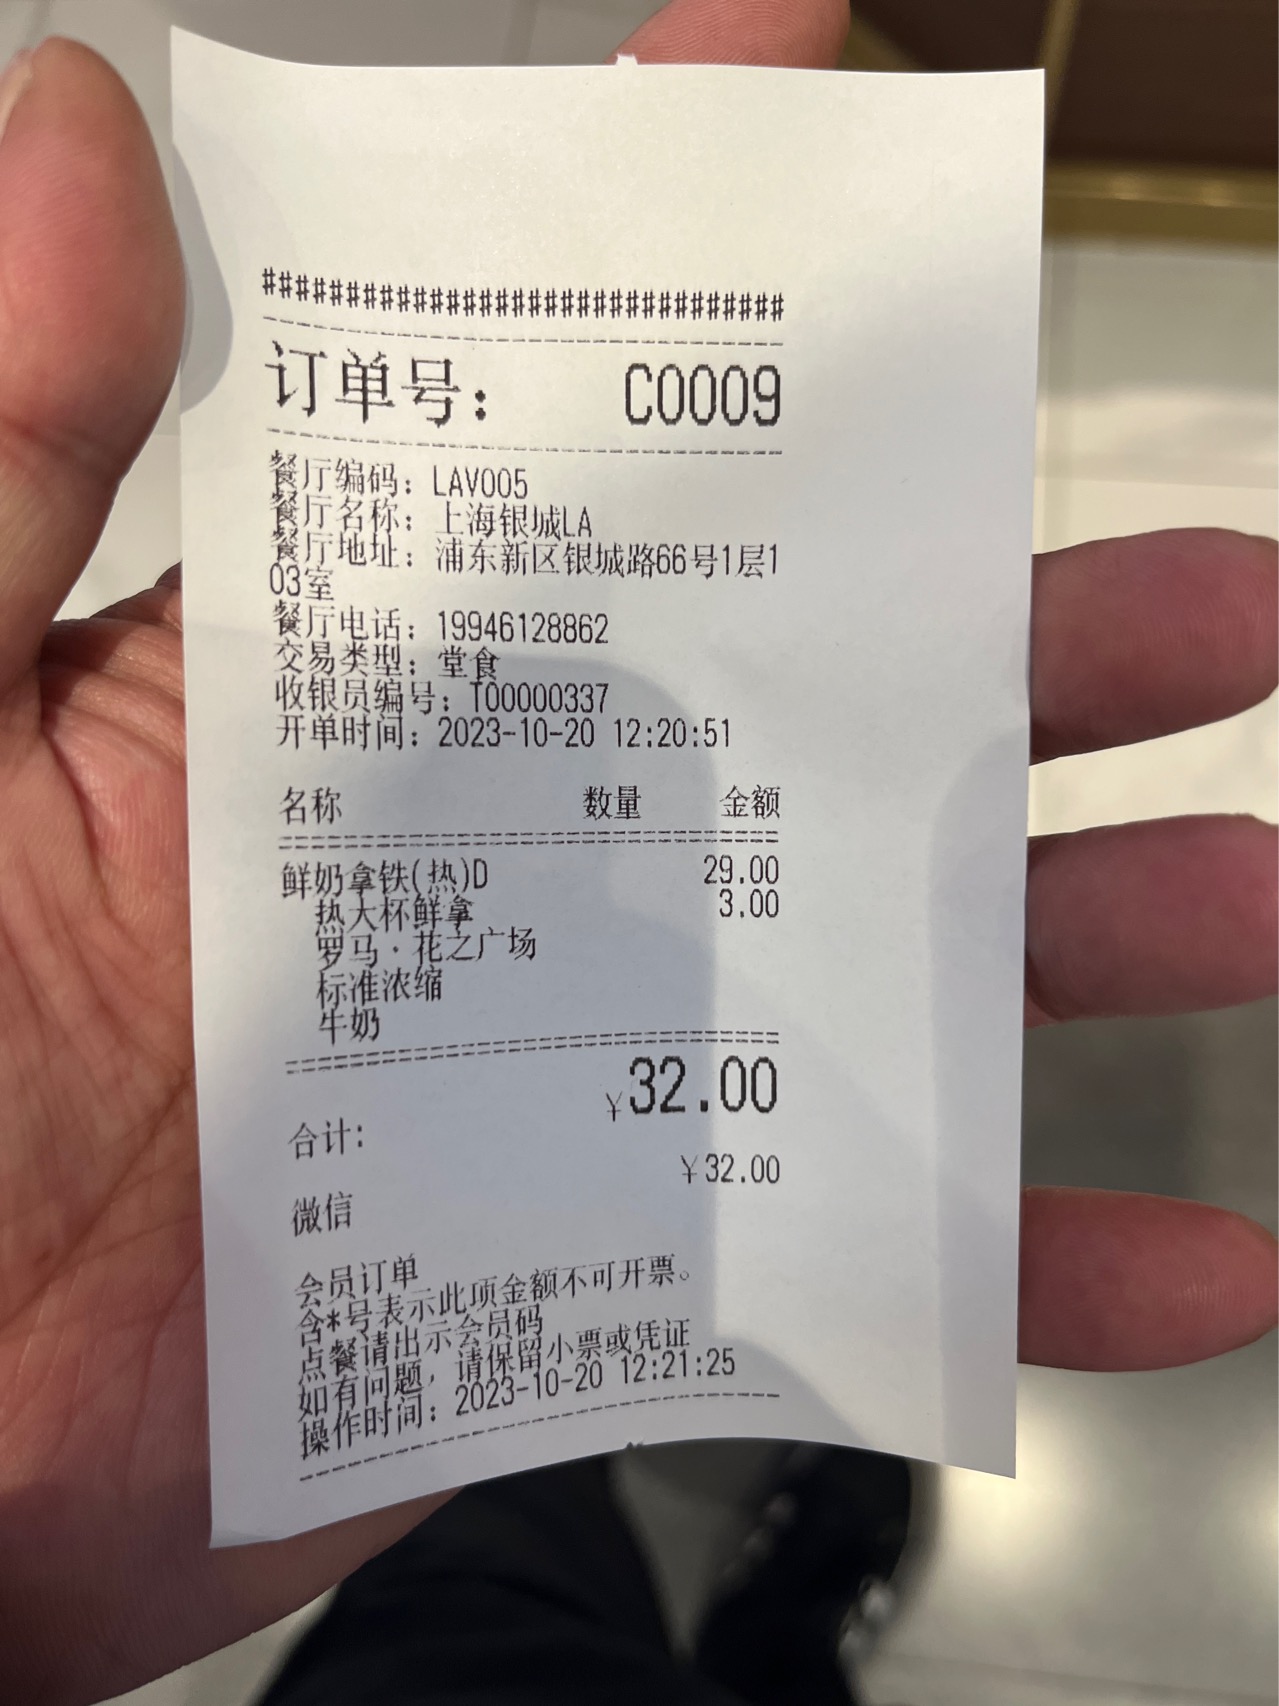 ################################
订单号： C0009
餐厅编码：LAV005
餐厅名称：上海银城LA
餐厅地址：浦东新区银城路66号1层1
03室
餐厅电话：19946128862
交易类型：堂食
收银员编号：T00000337
开单时间：2023-10-20 12:20:51
名称 数量 金额
鲜奶拿铁(热)D 29.00
热大杯鲜拿 3.00
罗马·花之广场
标准浓缩
牛奶
合计： ¥32.00
微信 ¥32.00
会员订单
含*号表示此项金额不可开票。
点餐请出示会员码
如有问题，请保留小票或凭证
操作时间：2023-10-20 12:21:25